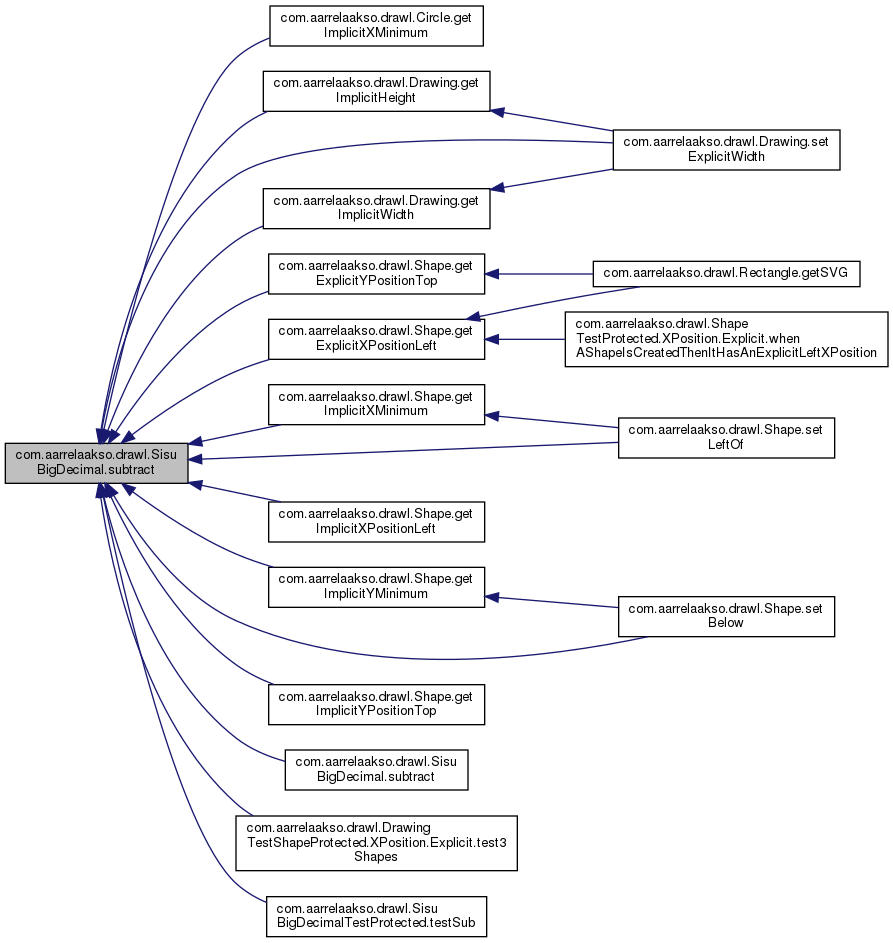 com.aarrelaakso.drawl.Circle.get
ImplicitXMinimum
com.aarrelaakso.drawl.Drawing.get
ImplicitHeight
com.aarrelaakso.drawl.Drawing.set
ExplicitWidth
com.aarrelaakso.drawl.Drawing.get
ImplicitWidth
com.aarrelaakso.drawl.Shape.get
ExplicitYPositionTop
com.aarrelaakso.drawl.Rectangle.getSVG
com.aarrelaakso.drawl.Shape.get
ExplicitXPositionLeft
com.aarrelaakso.drawl.Shape
TestProtected.XPosition.Explicit.when
AShapeIsCreatedThenItHasAnExplicitLeftXPosition
com.aarrelaakso.drawl.Shape.get
ImplicitXMinimum
com.aarrelaakso.drawl.Shape.set
LeftOf
com.aarrelaakso.drawl.Sisu
BigDecimal.subtract
com.aarrelaakso.drawl.Shape.get
ImplicitXPositionLeft
com.aarrelaakso.drawl.Shape.get
ImplicitYMinimum
com.aarrelaakso.drawl.Shape.set
Below
com.aarrelaakso.drawl.Shape.get
ImplicitYPositionTop
com.aarrelaakso.drawl.Sisu
BigDecimal.subtract
com.aarrelaakso.drawl.Drawing
TestShapeProtected.XPosition.Explicit.test3
Shapes
com.aarrelaakso.drawl.Sisu
BigDecimalTestProtected.testSub